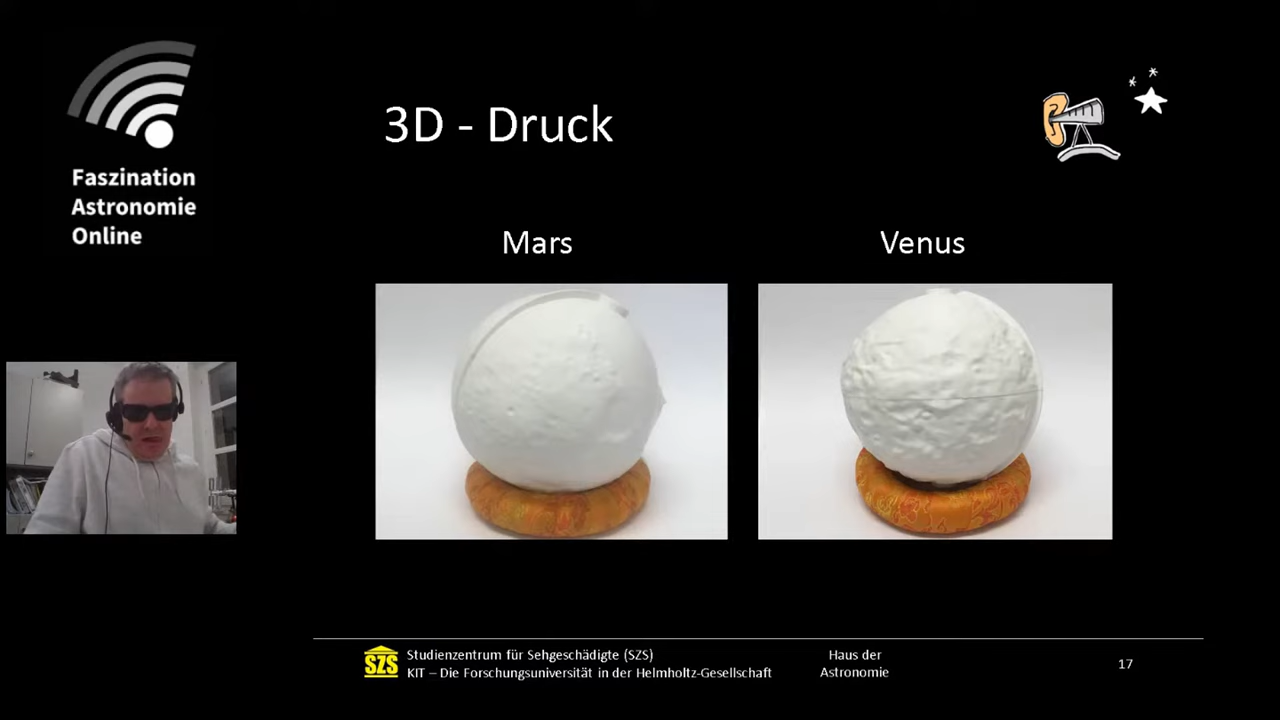 Faszination
Astronomie
Online
3D - Druck
Mars
Venus
SZS
Studienzentrum für Sehgeschädigte (SZS)
KIT – Die Forschungsuniversität in der Helmholtz-Gesellschaft
Haus der
Astronomie
17